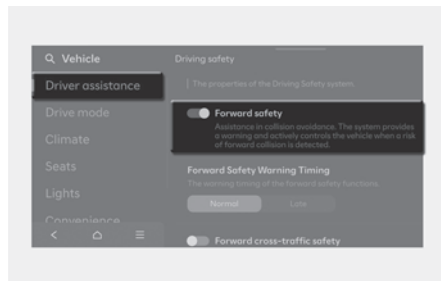 Vehicle
Driver assistance
Drive mode
Climate
Seats
Lights
Convenience
Driving safety
The properties of the Driving Safety system.
Forward safety
Assistance in collision avoidance. The system provides
a warning and actively controls the vehicle when a risk
of forward collision is detected.
Forward Safety Warning Timing
The warning timing of the forward safety functions.
Normal
Late
Forward cross-traffic safety